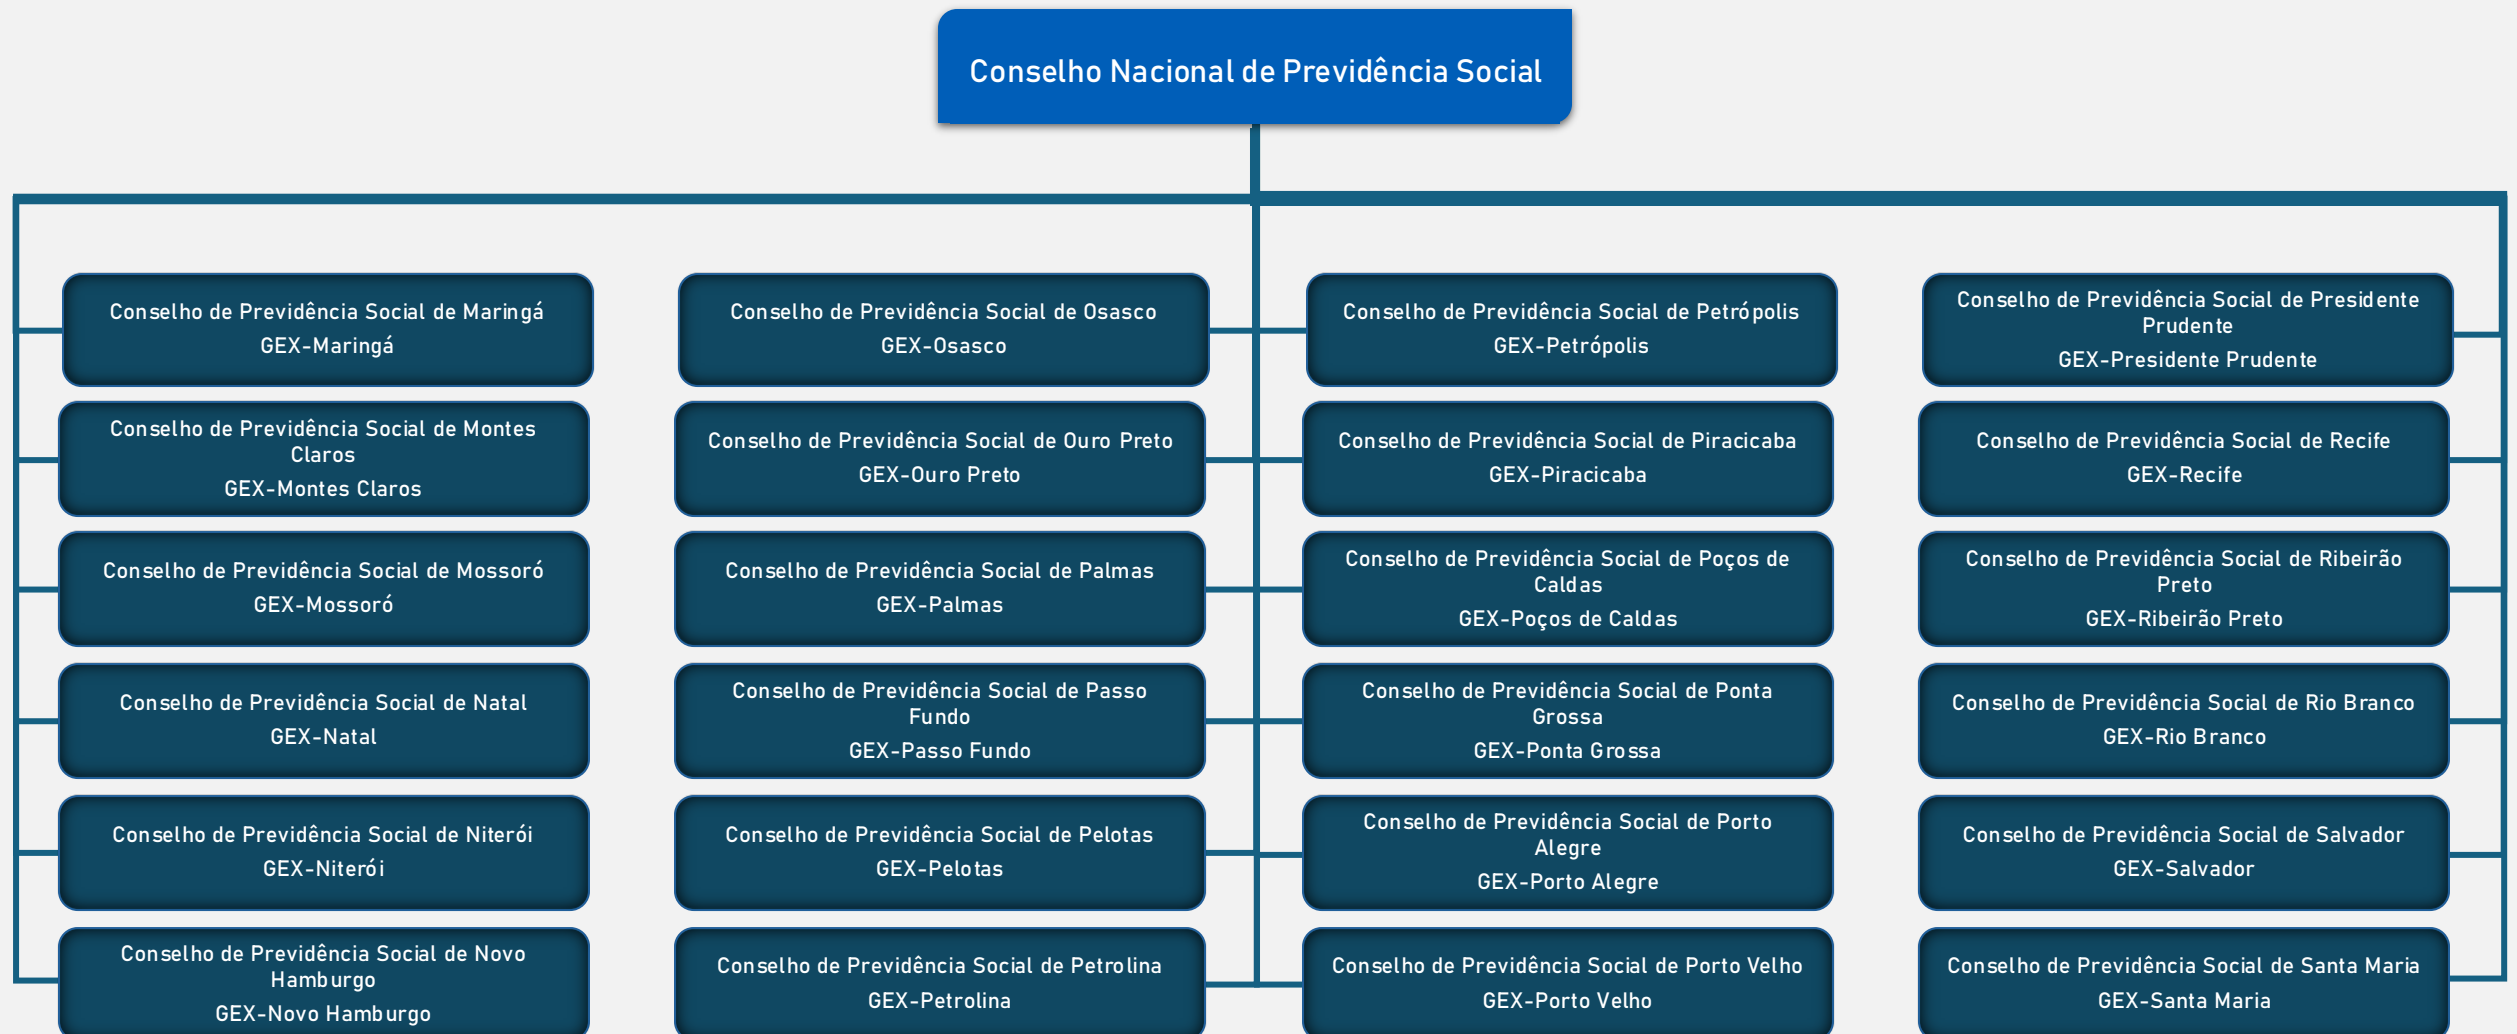 Conselho Nacional de Previdência Social
Conselho de Previdência Social de Maringá
GEX-Maringá
Conselho de Previdência Social de Osasco
GEX-Osasco
Conselho de Previdência Social de Petrópolis
GEX-Petrópolis
Conselho de Previdência Social de Presidente
Prudente
GEX-Presidente Prudente
Conselho de Previdência Social de Montes
Claros
GEX-Montes Claros
Conselho de Previdência Social de Ouro Preto
GEX-Ouro Preto
Conselho de Previdência Social de Piracicaba
GEX-Piracicaba
Conselho de Previdência Social de Recife
GEX-Recife
Conselho de Previdência Social de Mossoró
GEX-Mossoró
Conselho de Previdência Social de Palmas
GEX-Palmas
Conselho de Previdência Social de Poços de
Caldas
GEX-Poços de Caldas
Conselho de Previdência Social de Ribeirão
Preto
GEX-Ribeirão Preto
Conselho de Previdência Social de Natal
GEX-Natal
Conselho de Previdência Social de Passo
Fundo
GEX-Passo Fundo
Conselho de Previdência Social de Ponta
Grossa
GEX-Ponta Grossa
Conselho de Previdência Social de Rio Branco
GEX-Rio Branco
Conselho de Previdência Social de Niterói
GEX-Niterói
Conselho de Previdência Social de Pelotas
GEX-Pelotas
Conselho de Previdência Social de Porto
Alegre
GEX-Porto Alegre
Conselho de Previdência Social de Salvador
GEX-Salvador
Conselho de Previdência Social de Novo
Hamburgo
GEX-Novo Hamburgo
Conselho de Previdência Social de Petrolina
GEX-Petrolina
Conselho de Previdência Social de Porto Velho
GEX-Porto Velho
Conselho de Previdência Social de Santa Maria
GEX-Santa Maria